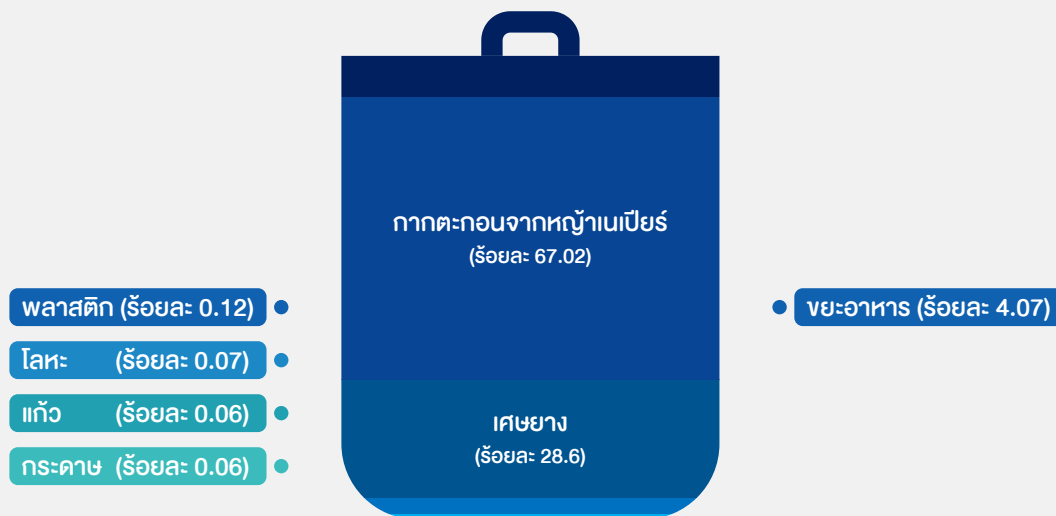 กากตะกอนจากหญ้าเนเปียร์
(ร้อยละ 67.02)
พลาสติก (ร้อยละ 0.12)
ขยะอาหาร (ร้อยละ 4.07)
โลหะ (ร้อยละ 0.07)
แก้ว (ร้อยละ 0.06)
เศษยาง
(ร้อยละ 28.6)
กระดาษ (ร้อยละ 0.06)